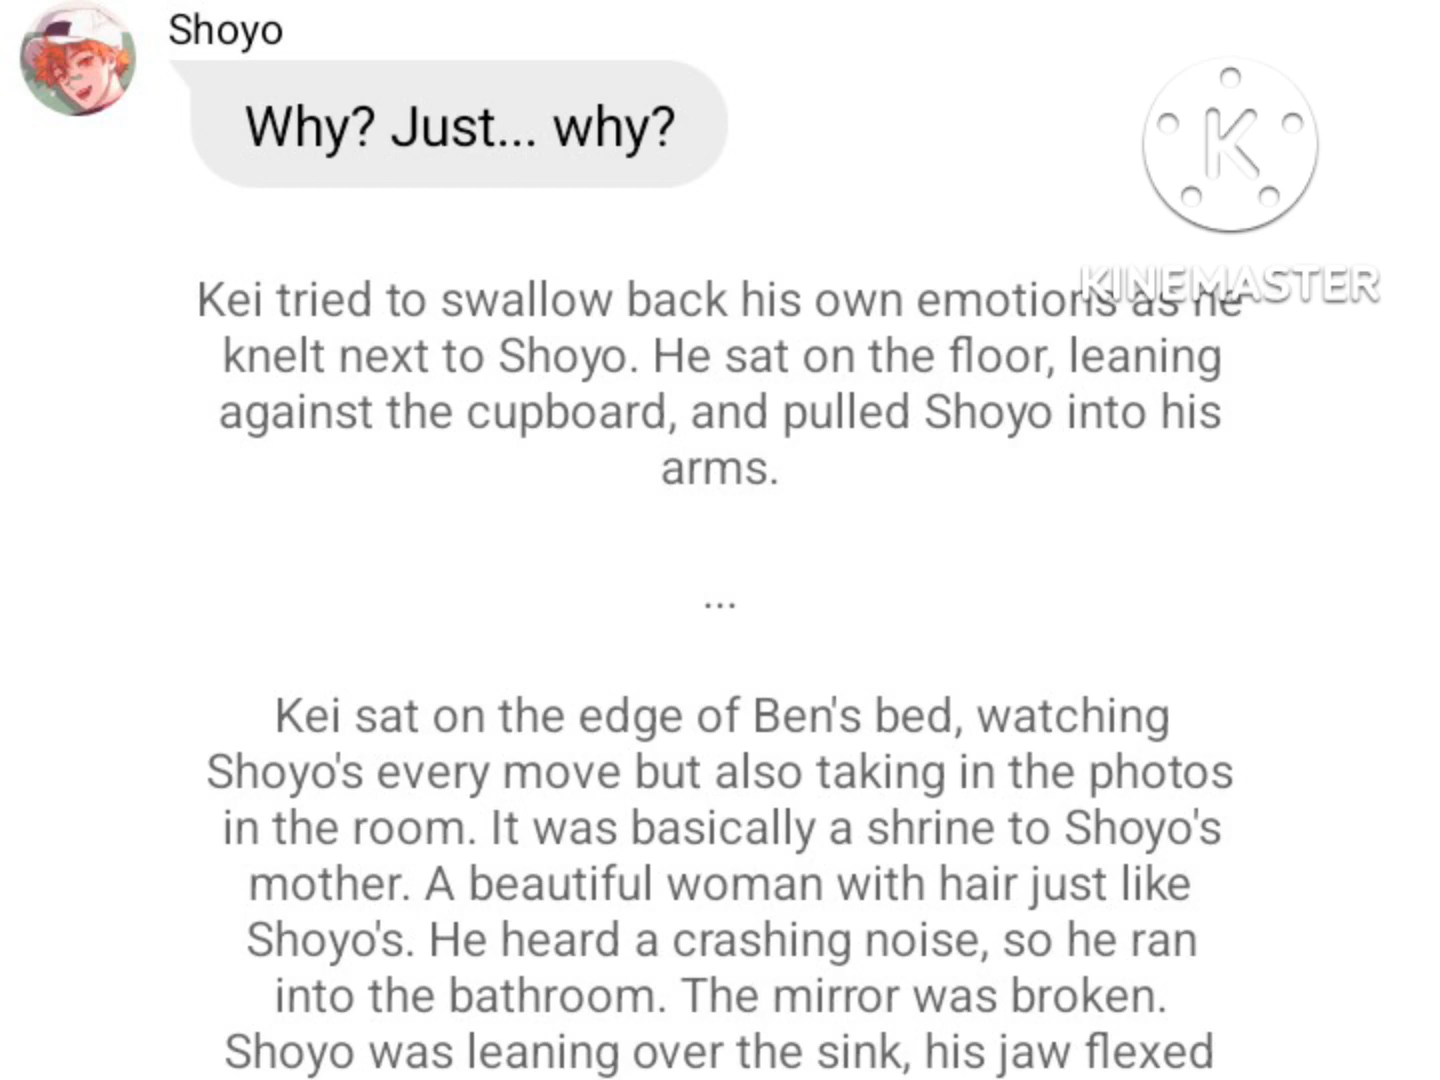 Shoyo
Why? Just... why?
K
KINEMASTER
Kei tried to swallow back his own emotions as he
knelt next to Shoyo. He sat on the floor, leaning
against the cupboard, and pulled Shoyo into his
arms.
...
Kei sat on the edge of Ben's bed, watching
Shoyo's every move but also taking in the photos
in the room. It was basically a shrine to Shoyo's
mother. A beautiful woman with hair just like
Shoyo's. He heard a crashing noise, so he ran
into the bathroom. The mirror was broken.
Shoyo was leaning over the sink, his jaw flexed